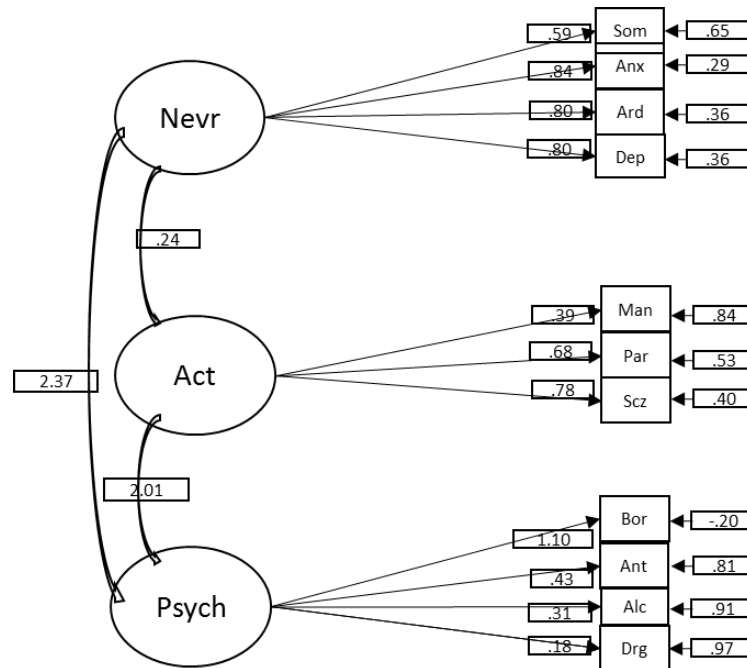 .59 Som .65
.84 Anx .29
Nevr .80 Ard .36
.80 Dep .36
.24
.39 Man .84
Act .68 Par .53
.78 Scz .40
2.37
2.01
1.10 Bor -.20
.43 Ant .81
Psych .31 Alc .91
.18 Drg .97